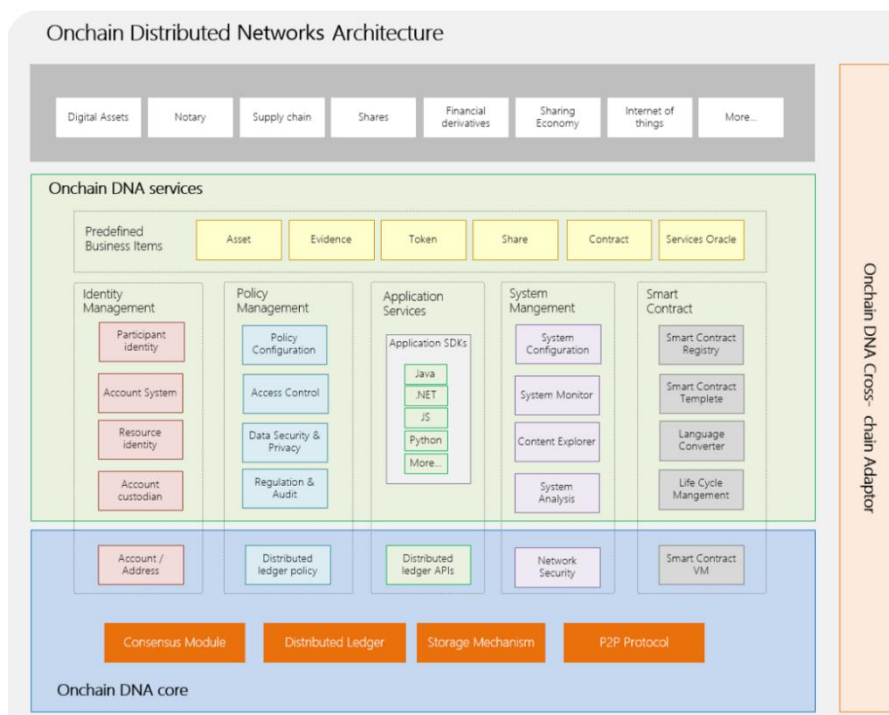 Onchain Distributed Networks Architecture
Digital Assets
Notary
Supply chain
Shares
Financial
derivatives
Sharing
Economy
Internet of
things
More...
Onchain DNA services
Predefined
Business Items
Asset
Evidence
Token
Share
Contract
Services Oracle
Identity
Management
Participant
identity
Account System
Resource
identity
Account
custodian
Account /
Address
Policy
Management
Policy
Configuration
Access Control
Data Security &
Privacy
Regulation &
Audit
Distributed
ledger policy
Application
Services
Application SDKs
Java
.NET
JS
Python
More...
Distributed
ledger APIs
System
Mangement
System
Configuration
System Monitor
Content Explorer
System
Analysis
Network
Security
Smart
Contract
Smart Contract
Registry
Smart Contract
Templete
Language
Converter
Life Cycle
Mangement
Smart Contract
VM
Consensus Module
Distributed Ledger
Storage Mechanism
P2P Protocol
Onchain DNA core
Onchain DNA Cross- chain Adaptor